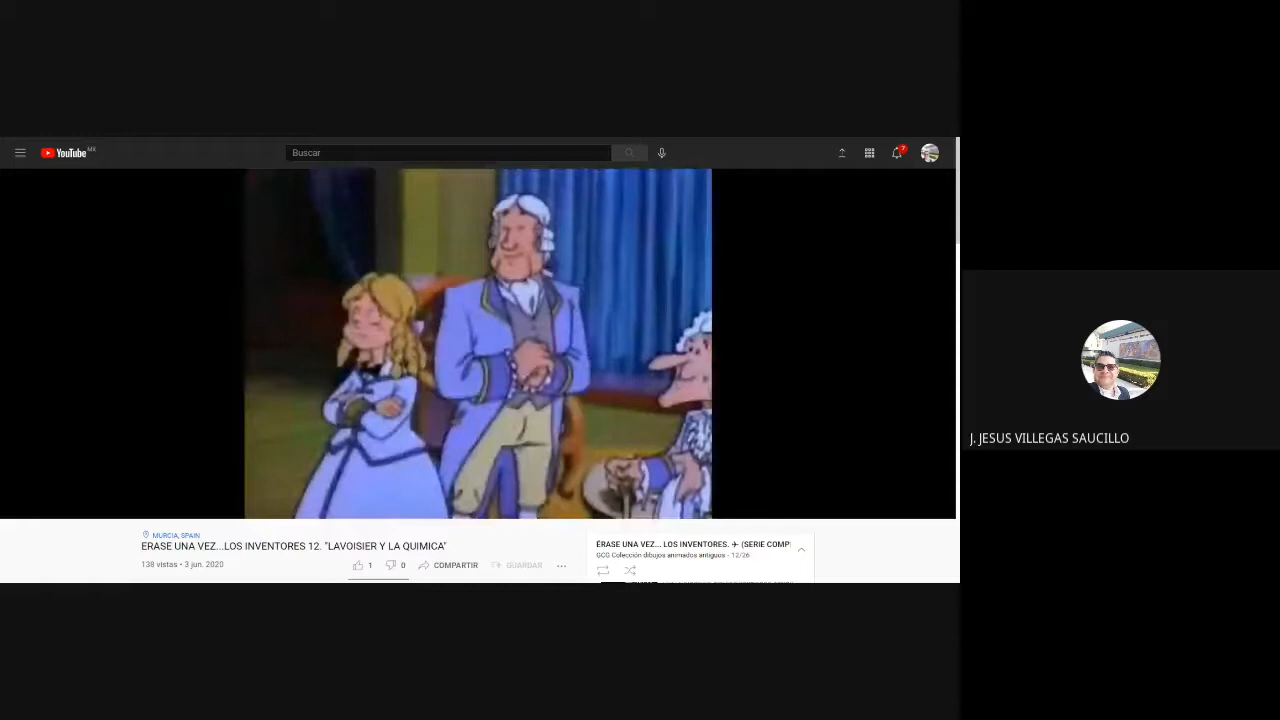 YouTube MX
Buscar
7
MURCIA, SPAIN
ERASE UNA VEZ...LOS INVENTORES 12. "LAVOISIER Y LA QUIMICA"
138 vistas • 3 jun. 2020
1
0
COMPARTIR
GUARDAR
ÉRASE UNA VEZ... LOS INVENTORES. ✈ (SERIE COMP
GCG Colección dibujos animados antiguos - 12/26
J. JESUS VILLEGAS SAUCILLO